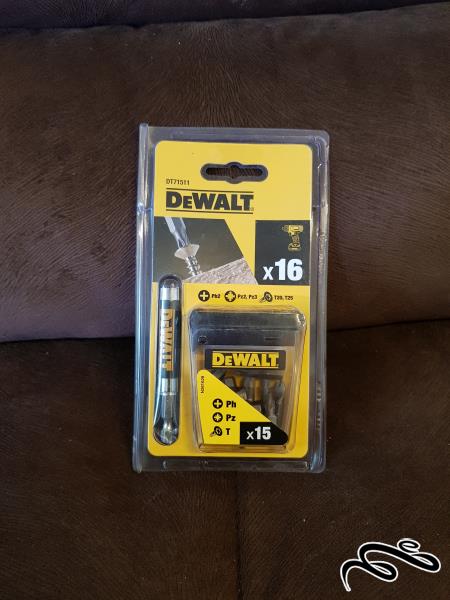 DT71511
DEWALT®
x16
Ph2 Pz2, Pz3 T20, T25
DEWALT
DEWALT
Ph
Pz
T
x15